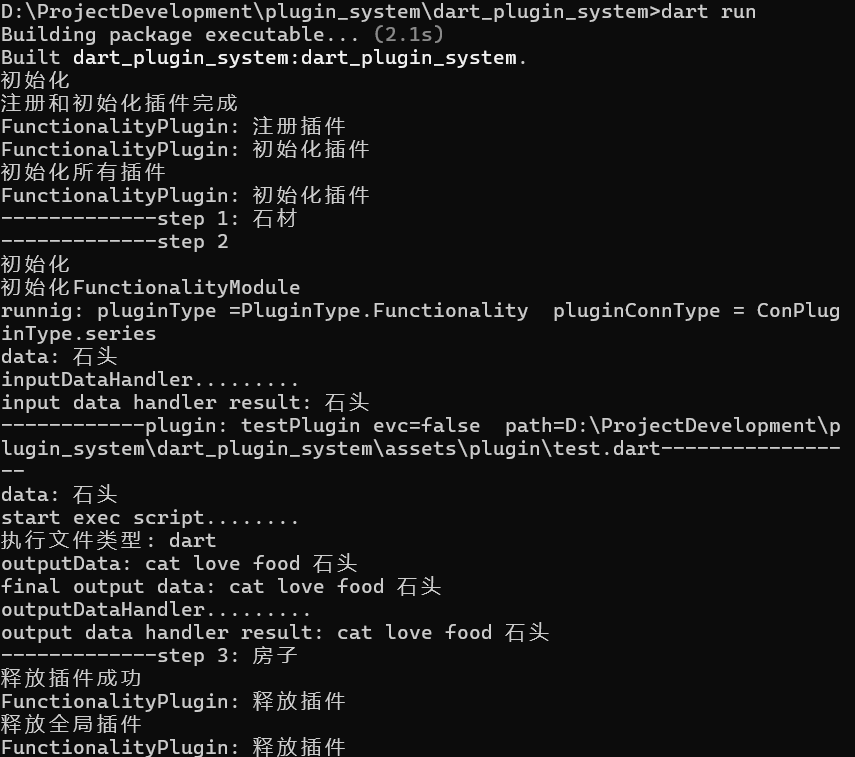 D:\ProjectDevelopment\plugin_system\dart_plugin_system>dart run
Building package executable... (2.1s)
Built dart_plugin_system:dart_plugin_system.
初始化
注册和初始化插件完成
FunctionalityPlugin: 注册插件
FunctionalityPlugin: 初始化插件
初始化所有插件
FunctionalityPlugin: 初始化插件
-------------step 1: 石材
-------------step 2
初始化
初始化FunctionalityModule
runnig: pluginType =PluginType.Functionality  pluginConnType = ConPlug
inType.series
data: 石头
inputDataHandler.........
input data handler result: 石头
------------plugin: testPlugin evc=false  path=D:\ProjectDevelopment\p
lugin_system\dart_plugin_system\assets\plugin\test.dart---------------
--
data: 石头
start exec script........
执行文件类型: dart
outputData: cat love food 石头
final output data: cat love food 石头
outputDataHandler.........
output data handler result: cat love food 石头
-------------step 3: 房子
释放插件成功
FunctionalityPlugin: 释放插件
释放全局插件
FunctionalityPlugin: 释放插件